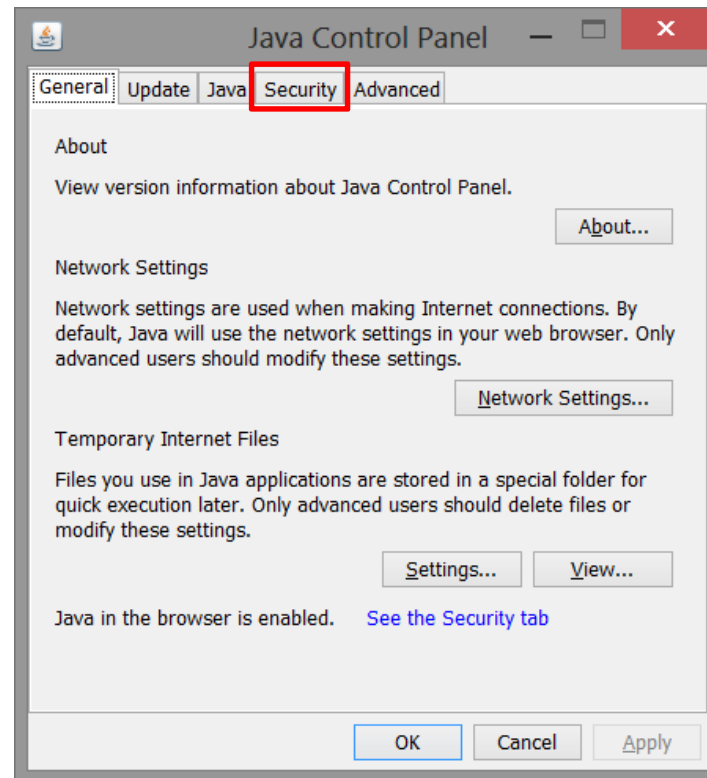 Java Control Panel
General Update Java Security Advanced
About
View version information about Java Control Panel.
About...
Network Settings
Network settings are used when making Internet connections. By
default, Java will use the network settings in your web browser. Only
advanced users should modify these settings.
Network Settings...
Temporary Internet Files
Files you use in Java applications are stored in a special folder for
quick execution later. Only advanced users should delete files or
modify these settings.
Settings... View...
Java in the browser is enabled. See the Security tab
OK Cancel Apply